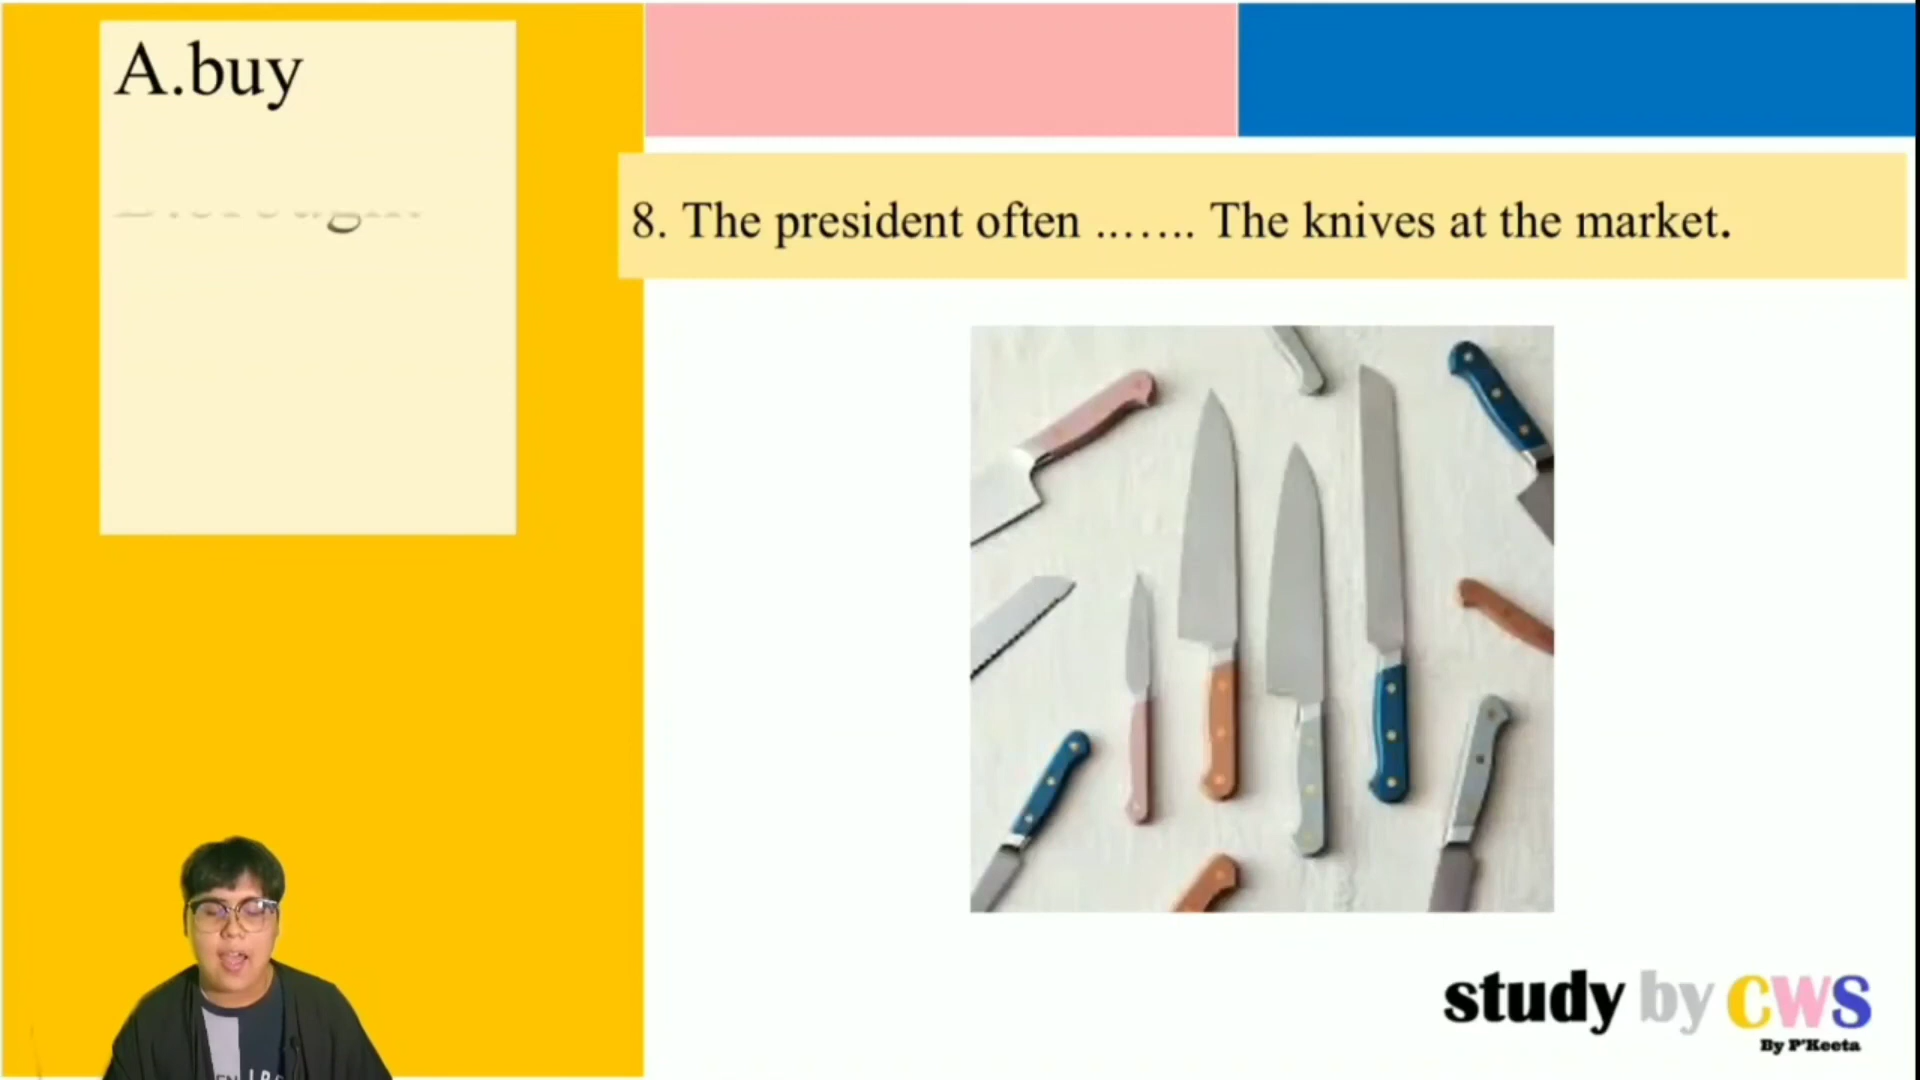 A.buy
8. The president often ........ The knives at the market.
study by CWS
By P'Keeta